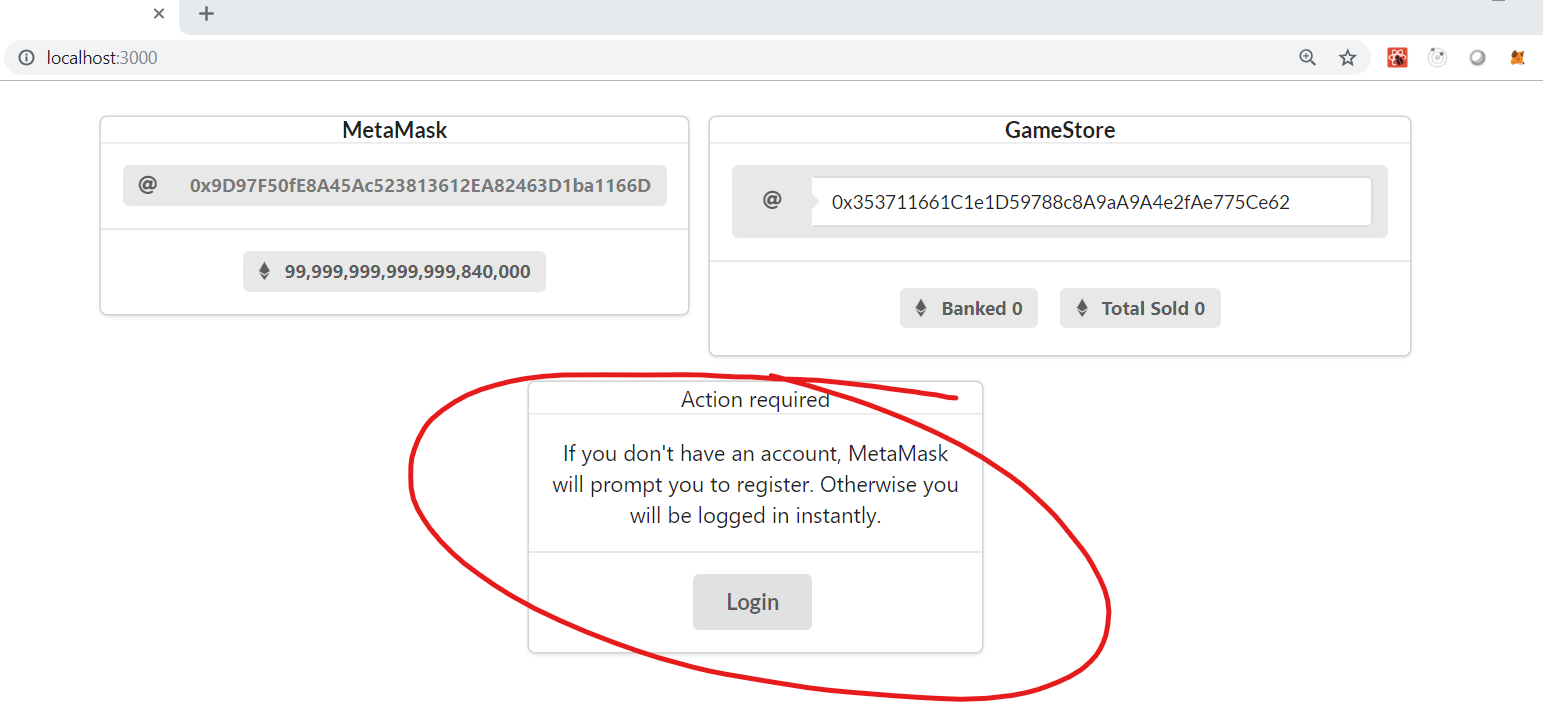 localhost:3000
MetaMask
@ 0x9D97F50fE8A45Ac523813612EA82463D1ba1166D
99,999,999,999,999,840,000
GameStore
@ 0x353711661C1e1D59788c8A9aA9A4e2fAe775Ce62
Banked 0
Total Sold 0
Action required
If you don't have an account, MetaMask
will prompt you to register. Otherwise you
will be logged in instantly.
Login